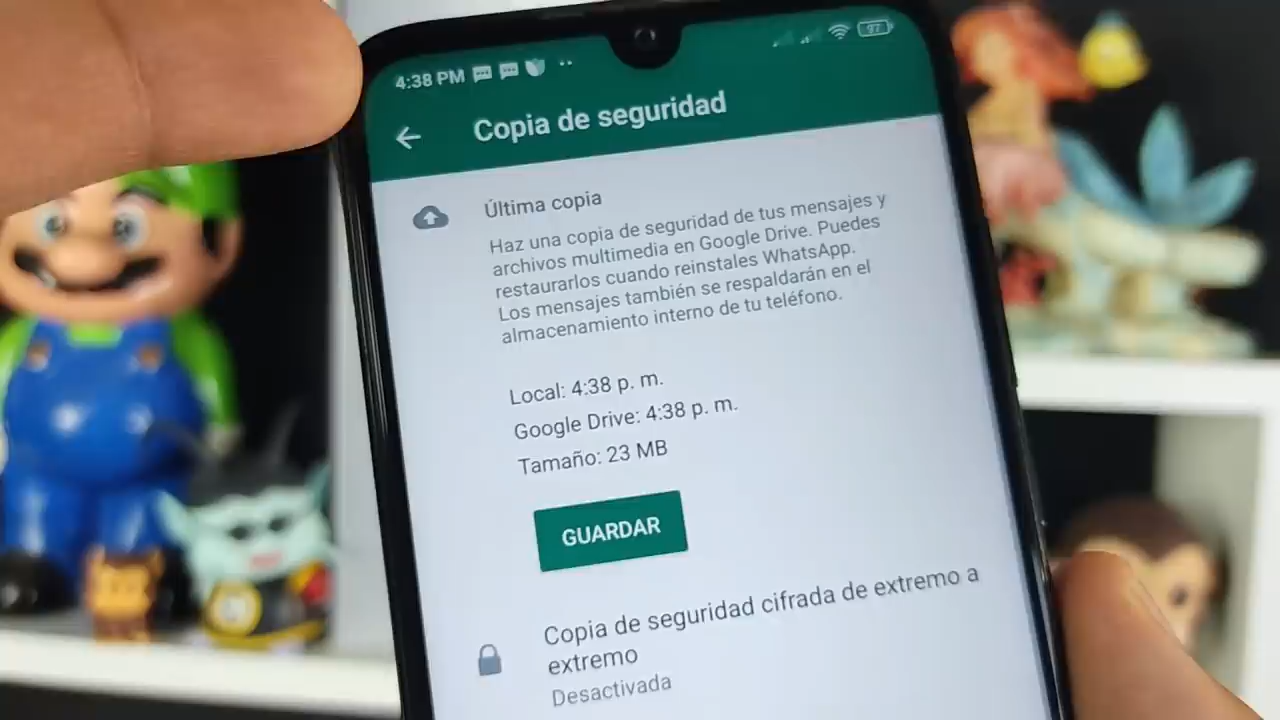 4:38 PM
97
Copia de seguridad
Última copia
Haz una copia de seguridad de tus mensajes y
archivos multimedia en Google Drive. Puedes
restaurarlos cuando reinstales WhatsApp.
Los mensajes también se respaldarán en el
almacenamiento interno de tu teléfono.
Local: 4:38 p. m.
Google Drive: 4:38 p. m.
Tamaño: 23 MB
GUARDAR
Copia de seguridad cifrada de extremo a
extremo
Desactivada